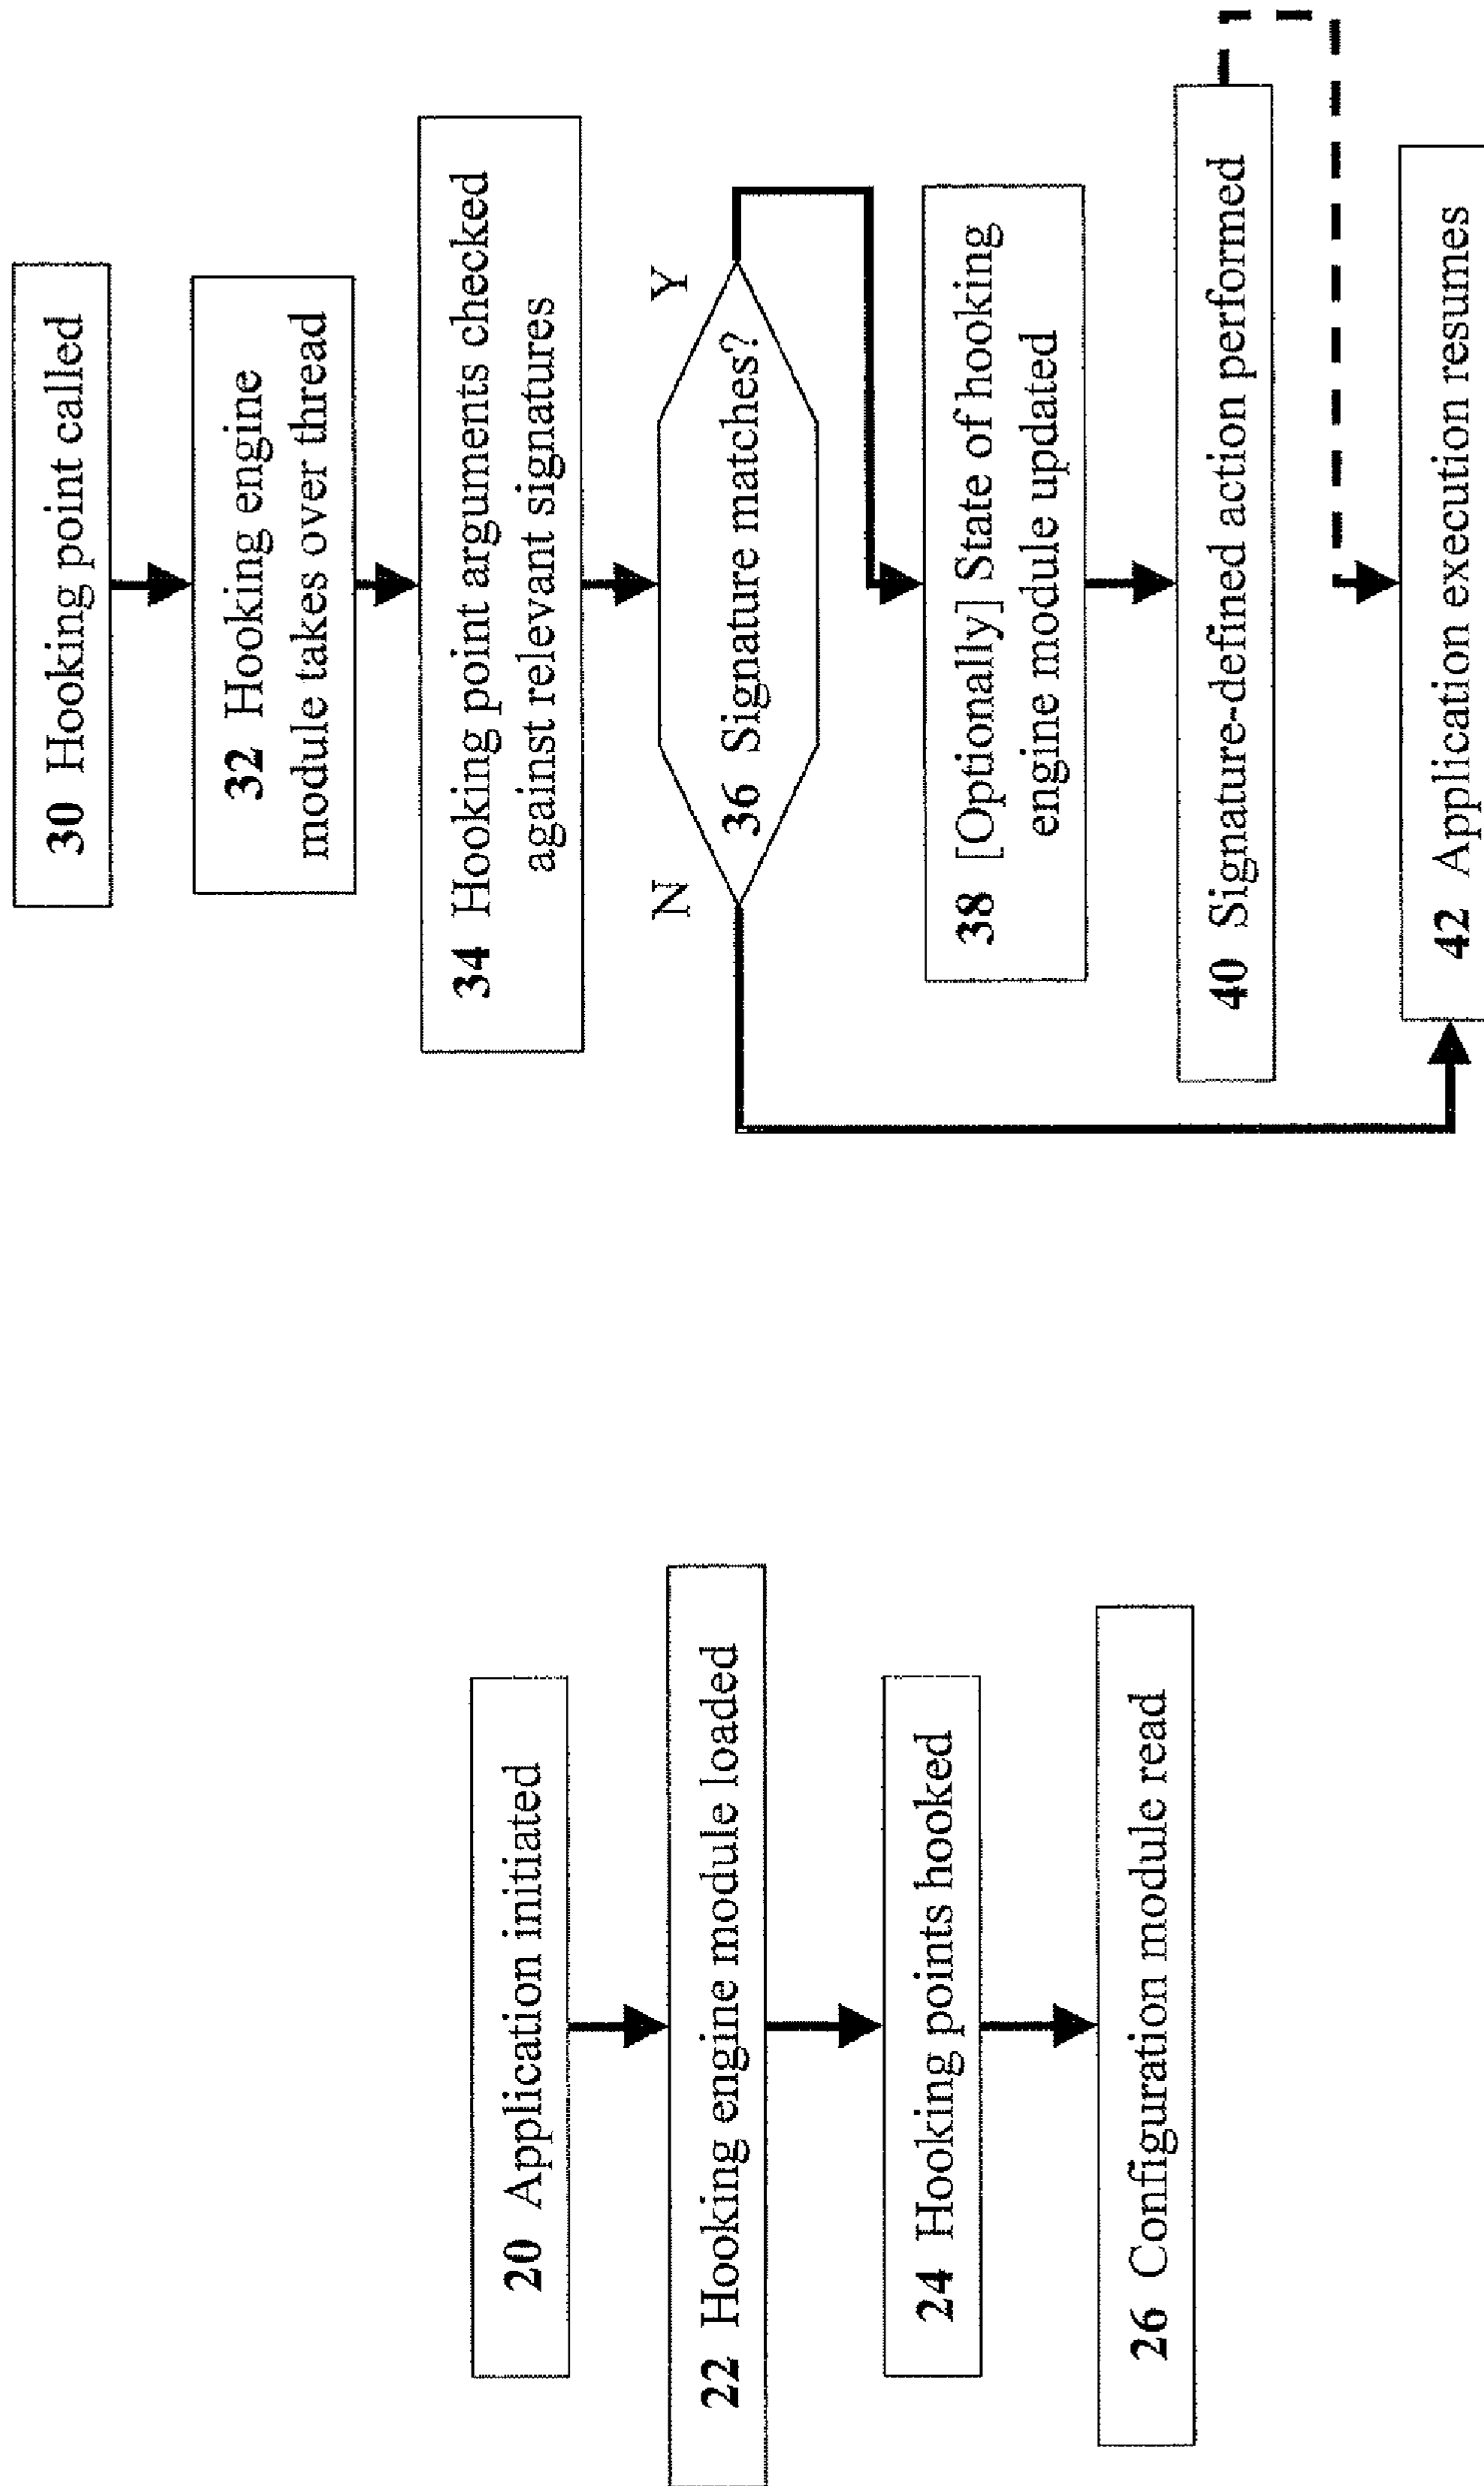 20 Application initiated
22 Hooking engine module loaded
24 Hooking points hooked
26 Configuration module read
30 Hooking point called
32 Hooking engine
module takes over thread
34 Hooking point arguments checked
against relevant signatures
N
36 Signature matches?
Y
38 [Optionally] State of hooking
engine module updated
40 Signature-defined action performed
42 Application execution resumes